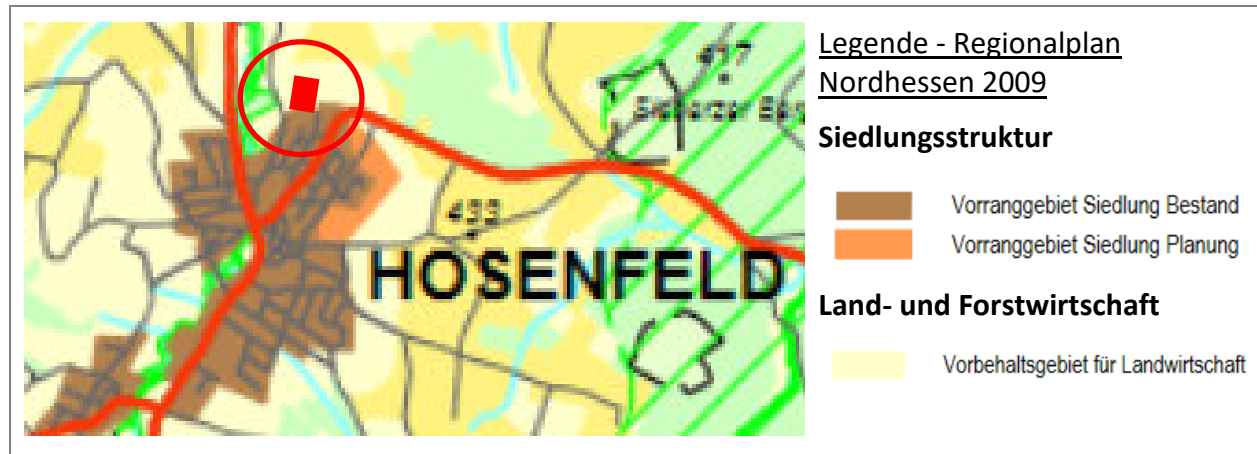 Legende - Regionalplan
Nordhessen 2009
Siedlungsstruktur
Vorranggebiet Siedlung Bestand
Vorranggebiet Siedlung Planung
Land- und Forstwirtschaft
Vorbehaltsgebiet für Landwirtschaft
433
HOSENFELD